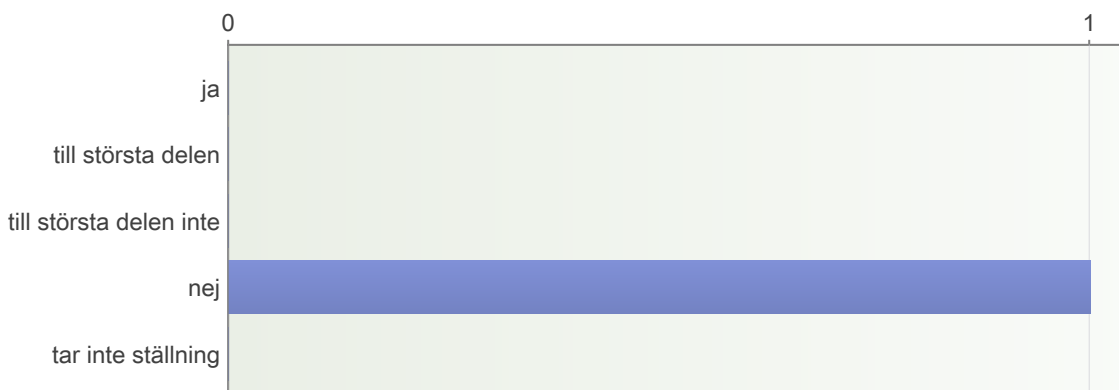 0 1
ja
till största delen
till största delen inte
nej
tar inte ställning